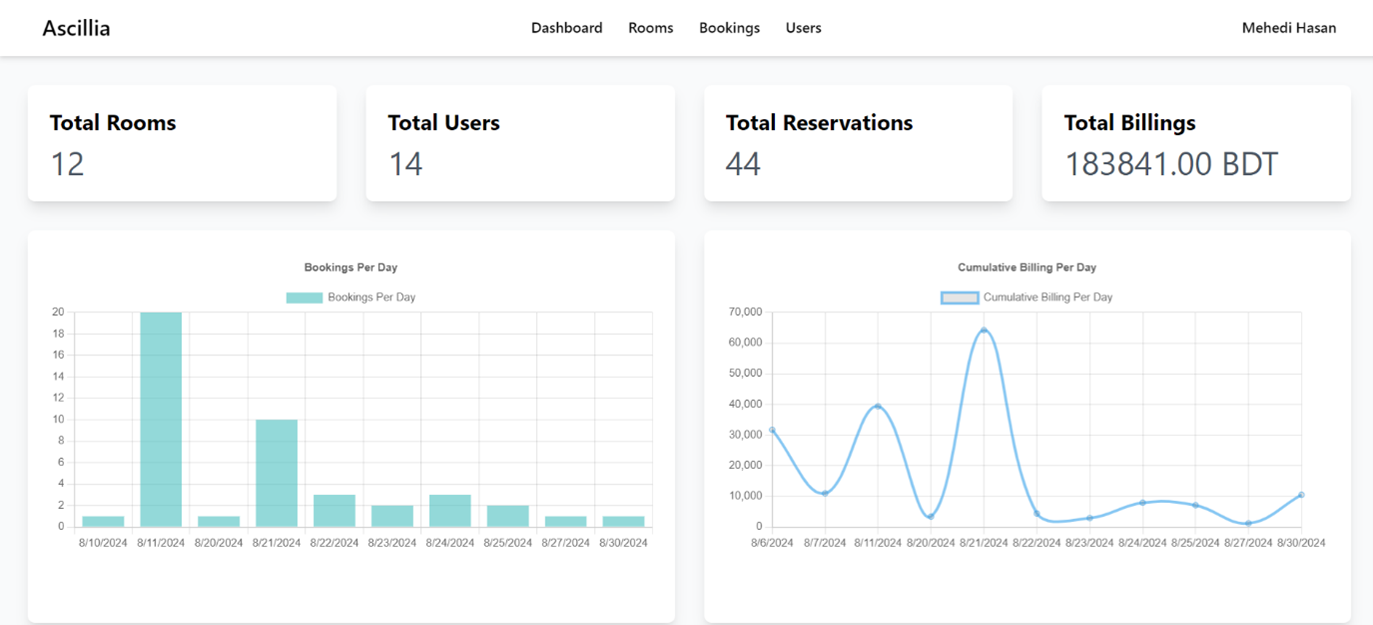 Ascillia
Dashboard Rooms Bookings Users
Mehedi Hasan
Total Rooms
12
Total Users
14
Total Reservations
44
Total Billings
183841.00 BDT
Bookings Per Day
Bookings Per Day
20
18
16
14
12
10
8
6
4
2
0
8/10/2024 8/11/2024 8/20/2024 8/21/2024 8/22/2024 8/23/2024 8/24/2024 8/25/2024 8/27/2024 8/30/2024
Cumulative Billing Per Day
Cumulative Billing Per Day
70,000
60,000
50,000
40,000
30,000
20,000
10,000
0
8/6/2024 8/7/2024 8/11/2024 8/20/2024 8/21/2024 8/22/2024 8/23/2024 8/24/2024 8/25/2024 8/27/2024 8/30/2024